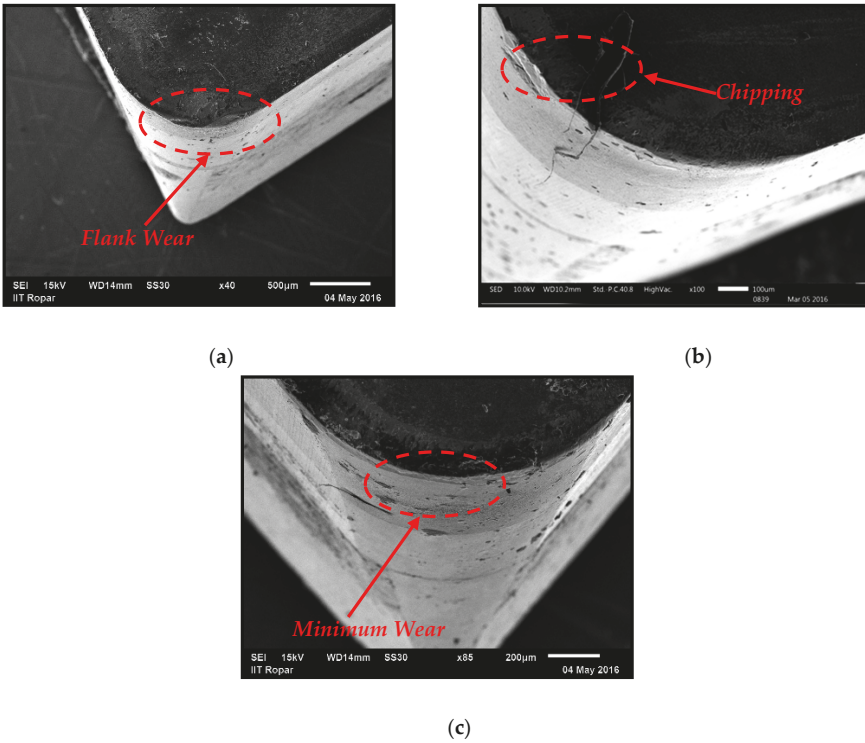 Flank Wear
SEI 15kV WD14mm SS30 x40 500µm
IIT Ropar 04 May 2016
(a)
Chipping
SED 10.0kV WD10.2mm Std.-P.C.40.8 HighVac. x100 100um
0839 Mar 05 2016
(b)
Minimum Wear
SEI 15kV WD14mm SS30 x85 200µm
IIT Ropar 04 May 2016
(c)